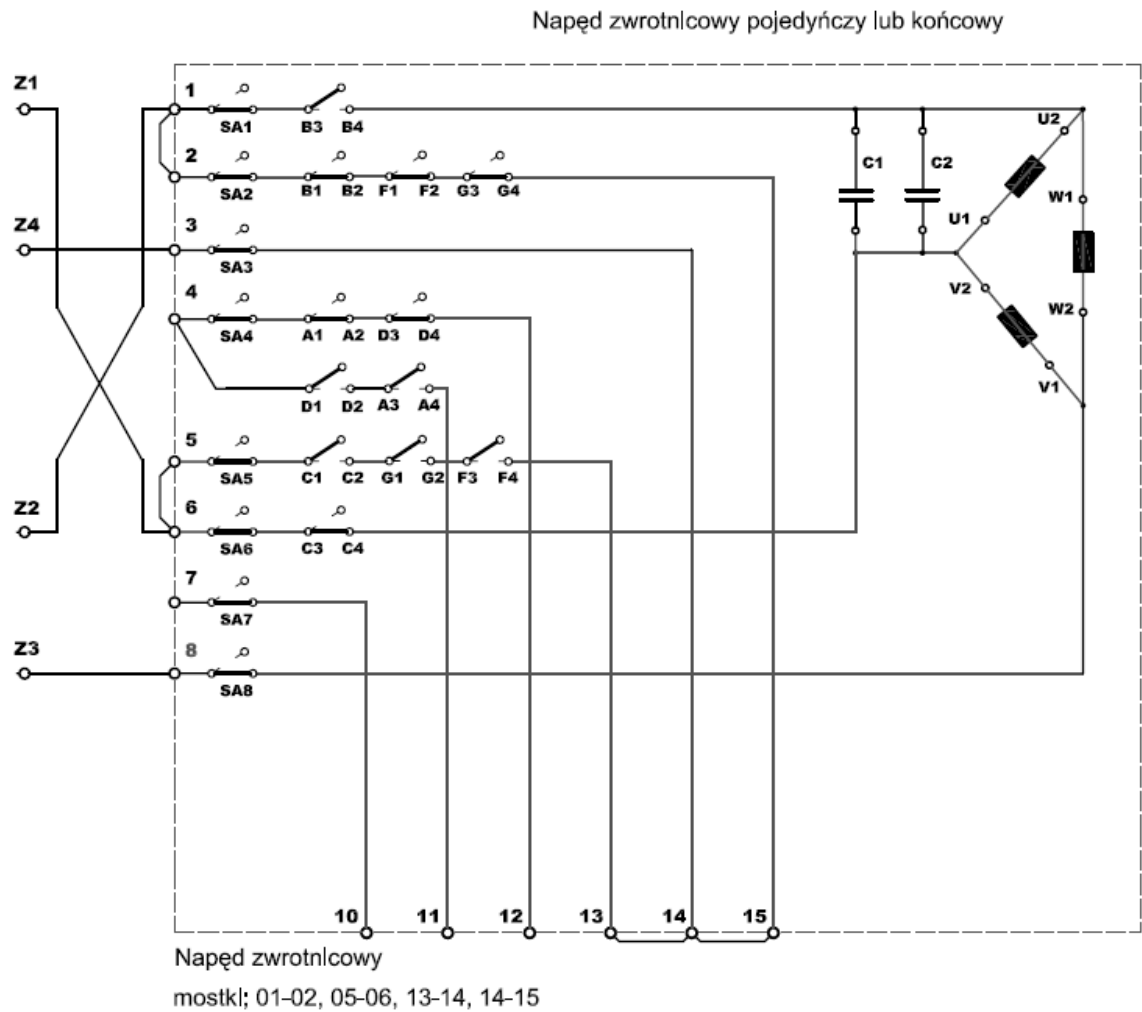 Napęd zwrotnicowy pojedyńczy lub końcowy
Z1
1
SA1 B3 B4
U2
2
C1 C2
SA2 B1 B2 F1 F2 G3 G4
W1
Z4
3
U1
SA3
4
V2
W2
SA4 A1 A2 D3 D4
V1
D1 D2 A3 A4
5
SA5 C1 C2 G1 G2 F3 F4
Z2
6
SA6 C3 C4
7
SA7
Z3
8
SA8
10 11 12 13 14 15
Napęd zwrotnicowy
mostki; 01-02, 05-06, 13-14, 14-15